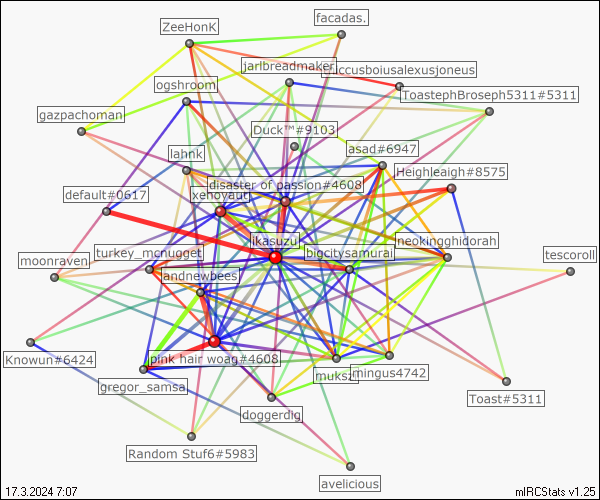 facadas.
ZeeHonK
jarlbreadmaker
uccusboiusalexusjoneus
ogshroom
ToastephBroseph5311#5311
gazpachoman
Duck™#9103
asad#6947
lahnk
Heighleaigh#8575
disaster of passion#4608
default#0617
xenoyaut
ikasuzu
neokingghidorah
turkey_mcnugget
bigcitysamurai
tescoroll
moonraven
andnewbees
Knowun#6424
pink hair woag#4608
muksz
mingus4742
gregor_samsa
Toast#5311
doggerdig
Random Stuf6#5983
avelicious
17.3.2024 7:07
mIRCStats v1.25